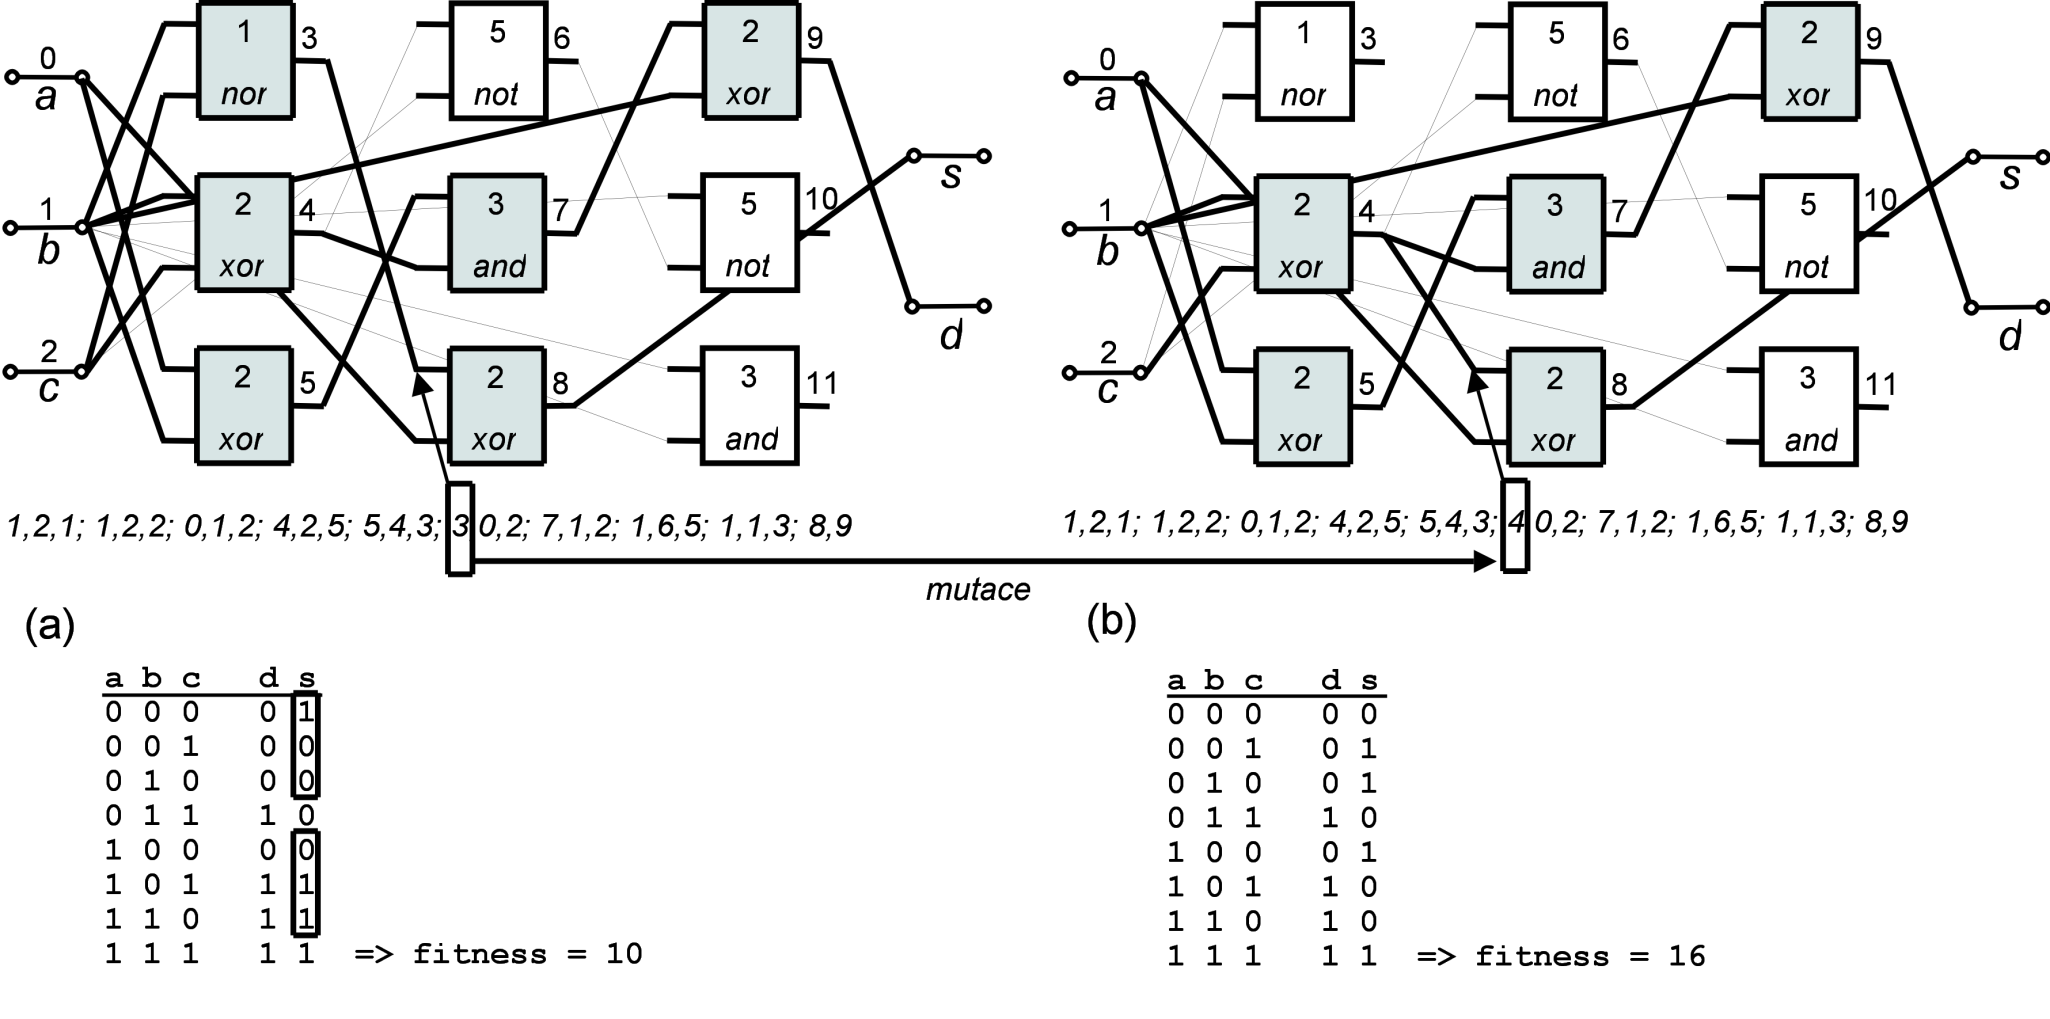 1 3 5 6 2 9
nor not xor
0
a
1
b
2
c
2 4 3 7 5 10
xor and not
2 5 2 8 3 11
xor xor and
s
d
1,2,1; 1,2,2; 0,1,2; 4,2,5; 5,4,3; 3 0,2; 7,1,2; 1,6,5; 1,1,3; 8,9
1 3 5 6 2 9
nor not xor
0
a
1
b
2
c
2 4 3 7 5 10
xor and not
2 5 2 8 3 11
xor xor and
s
d
1,2,1; 1,2,2; 0,1,2; 4,2,5; 5,4,3; 4 0,2; 7,1,2; 1,6,5; 1,1,3; 8,9
mutace
(a)
a b c d s
0 0 0 0 1
0 0 1 0 0
0 1 0 0 0
0 1 1 1 0
1 0 0 0 0
1 0 1 1 1
1 1 0 1 1
1 1 1 1 1 => fitness = 10
(b)
a b c d s
0 0 0 0 0
0 0 1 0 1
0 1 0 0 1
0 1 1 1 0
1 0 0 0 1
1 0 1 1 0
1 1 0 1 0
1 1 1 1 1 => fitness = 16